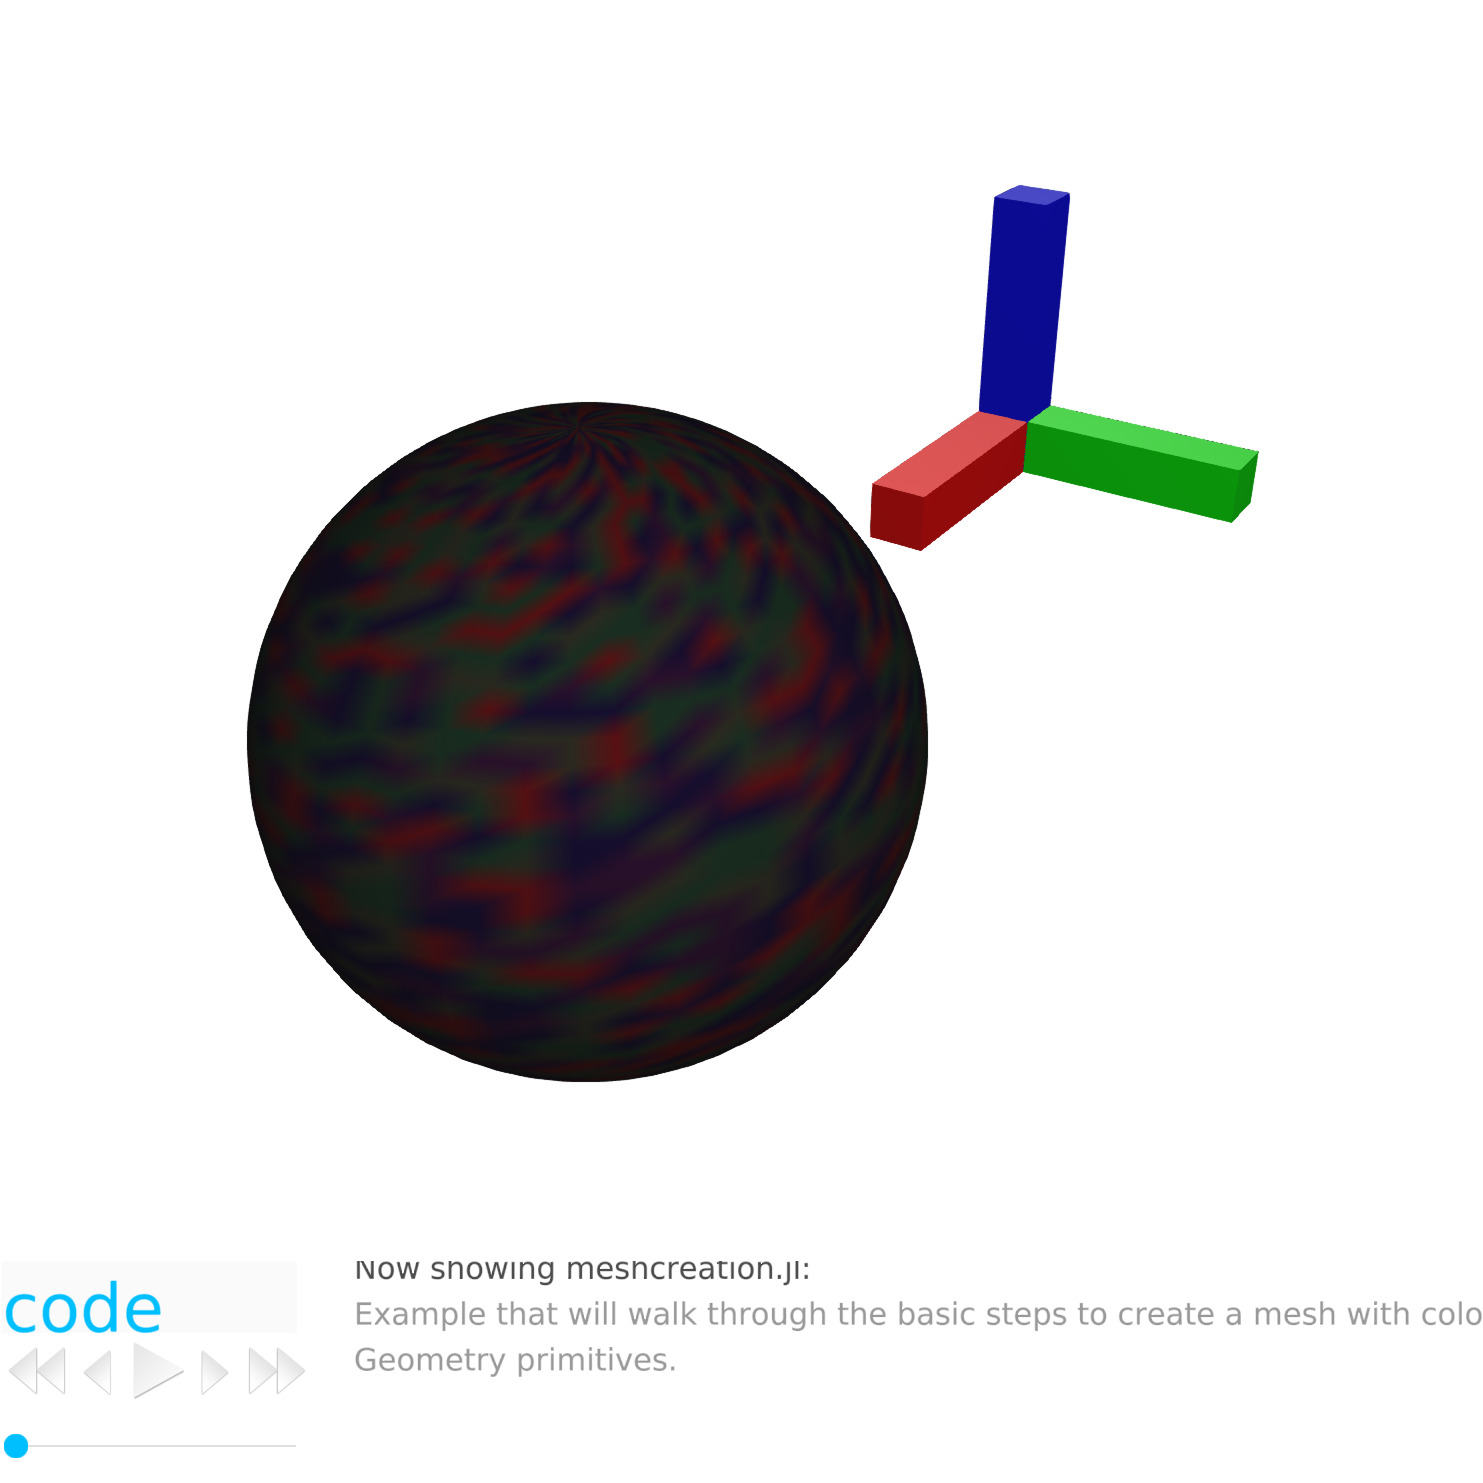 code
Now showing meshcreation.jl:
Example that will walk through the basic steps to create a mesh with colo
Geometry primitives.